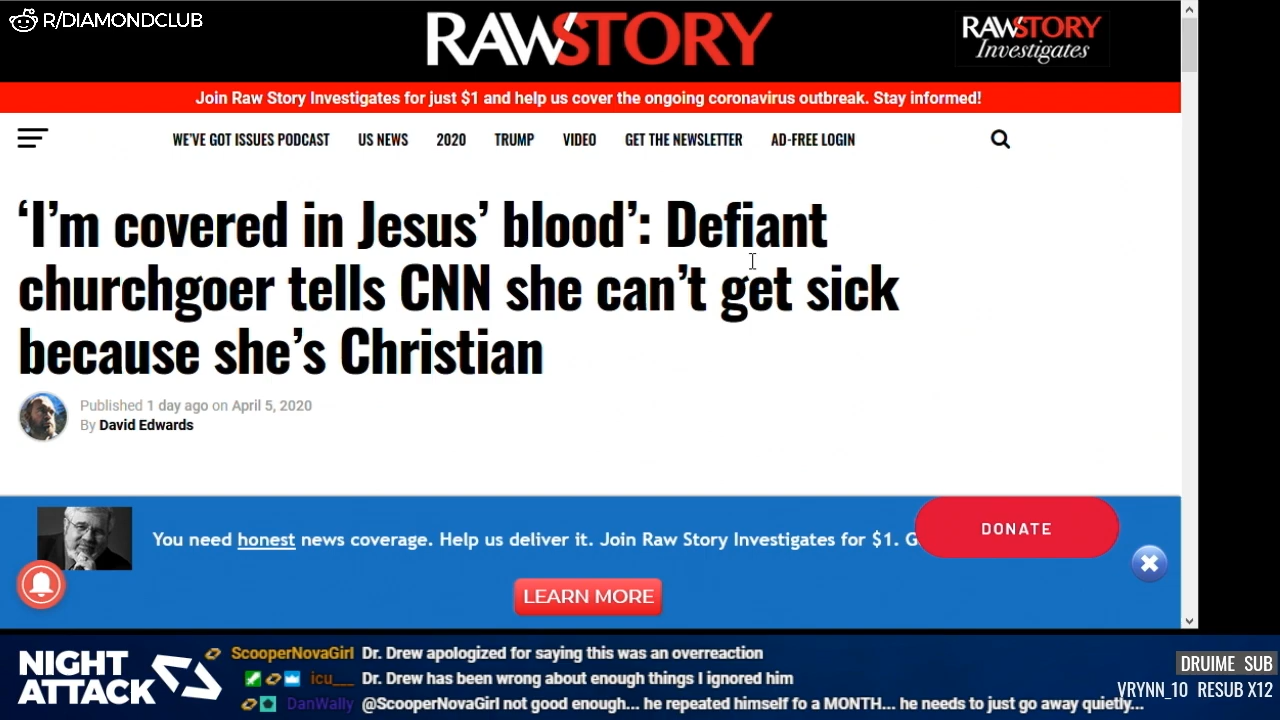 R/DIAMONDCLUB
RAWSTORY
RAWSTORY
Investigates
Join Raw Story Investigates for just $1 and help us cover the ongoing coronavirus outbreak. Stay informed!
WE'VE GOT ISSUES PODCAST US NEWS 2020 TRUMP VIDEO GET THE NEWSLETTER AD-FREE LOGIN
‘I’m covered in Jesus’ blood’: Defiant
churchgoer tells CNN she can’t get sick
because she’s Christian
Published 1 day ago on April 5, 2020
By David Edwards
You need honest news coverage. Help us deliver it. Join Raw Story Investigates for $1. G
DONATE
LEARN MORE
NIGHT
ATTACK
ScooperNovaGirl Dr. Drew apologized for saying this was an overreaction
icu___ Dr. Drew has been wrong about enough things I ignored him
DanWally @ScooperNovaGirl not good enough... he repeated himself fo a MONTH... he needs to just go away quietly...
DRUIME SUB
VRYNN_10 RESUB X12